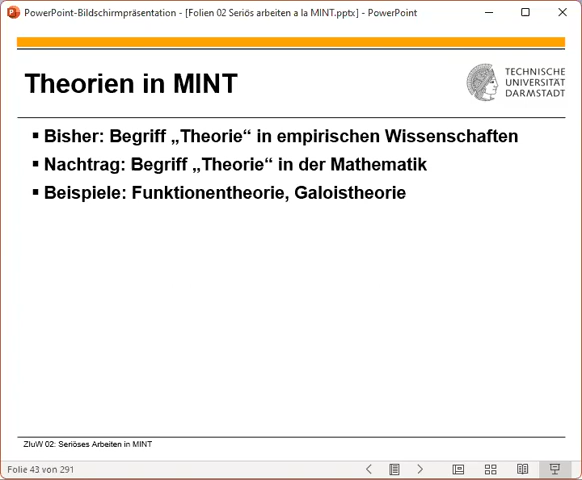 PowerPoint-Bildschirmpräsentation - [Folien 02 Seriös arbeiten a la MINT.pptx] - PowerPoint
Theorien in MINT
TECHNISCHE
UNIVERSITÄT
DARMSTADT
▪ Bisher: Begriff „Theorie“ in empirischen Wissenschaften
▪ Nachtrag: Begriff „Theorie“ in der Mathematik
▪ Beispiele: Funktionentheorie, Galoistheorie
ZIuW 02: Seriöses Arbeiten in MINT
Folie 43 von 291